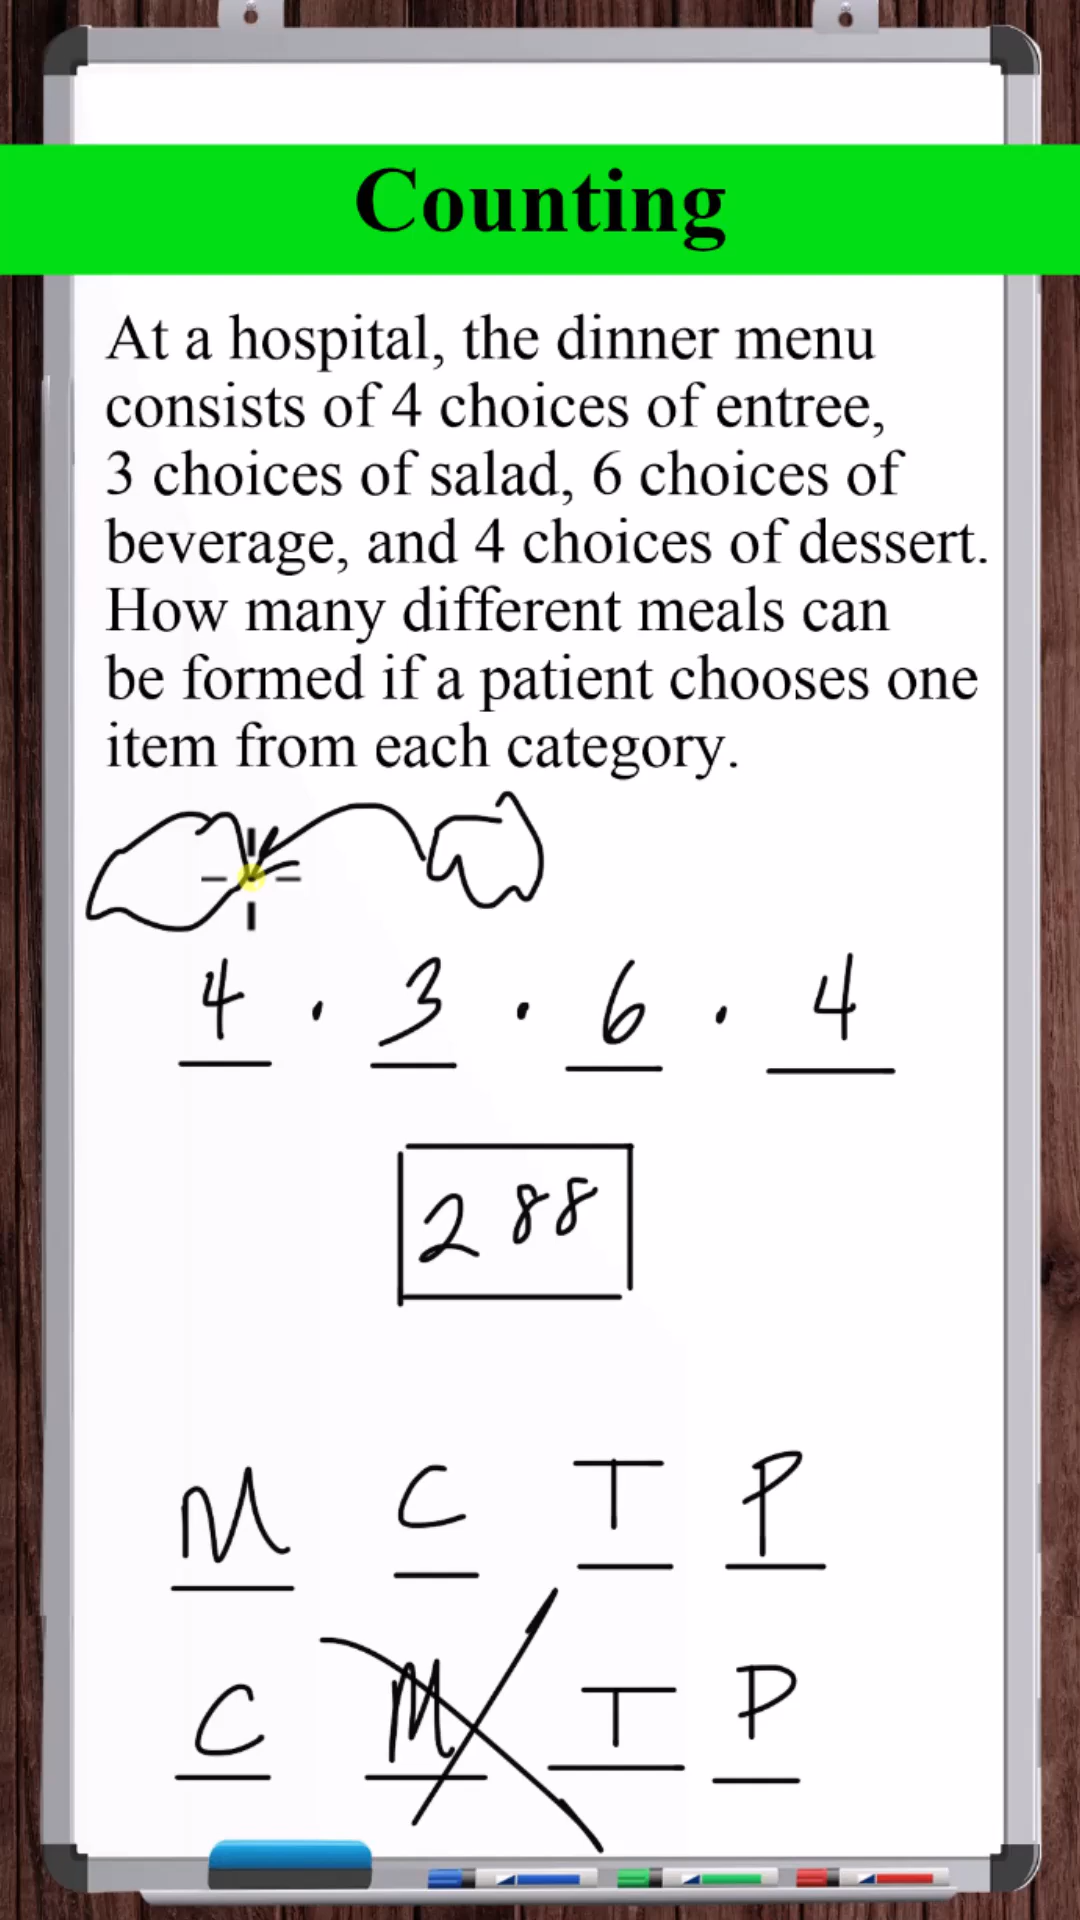 Counting
At a hospital, the dinner menu
consists of 4 choices of entree,
3 choices of salad, 6 choices of
beverage, and 4 choices of dessert.
How many different meals can
be formed if a patient chooses one
item from each category.
4 · 3 · 6 · 4
288
M C T P
C M T P